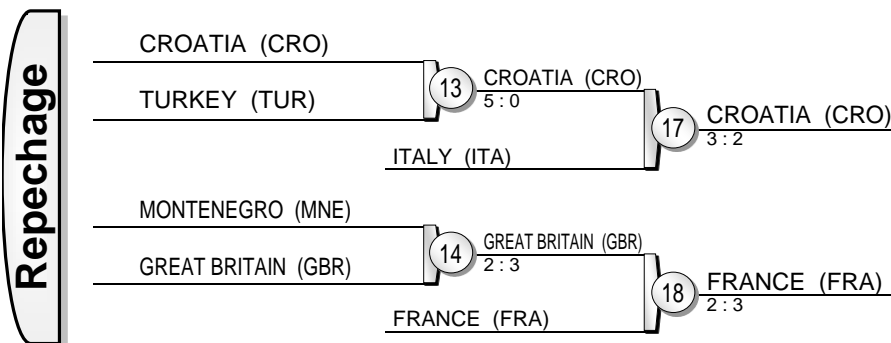 Repechage
CROATIA (CRO)
TURKEY (TUR)
13
CROATIA (CRO)
5 : 0
ITALY (ITA)
17
CROATIA (CRO)
3 : 2
MONTENEGRO (MNE)
GREAT BRITAIN (GBR)
14
GREAT BRITAIN (GBR)
2 : 3
FRANCE (FRA)
18
FRANCE (FRA)
2 : 3